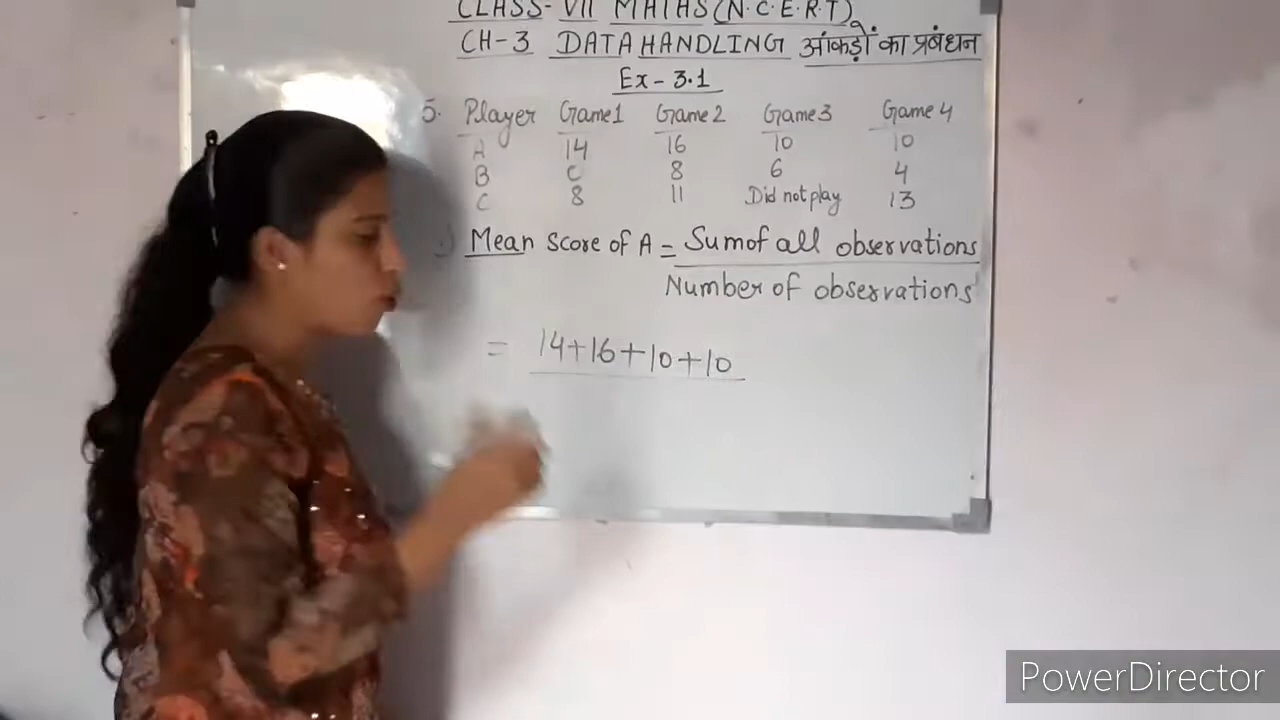 CLASS- VII MATHS (N.C.E.R.T)
CH-3 DATA HANDLING आंकड़ों का प्रबंधन
Ex - 3.1
5. Player Game1 Game 2 Game3 Game 4
A 14 16 10 10
B C 8 6 4
C 8 11 Did not play 13
) Mean Score of A = Sum of all observations
Number of observations
= 14+16+10+10
PowerDirector